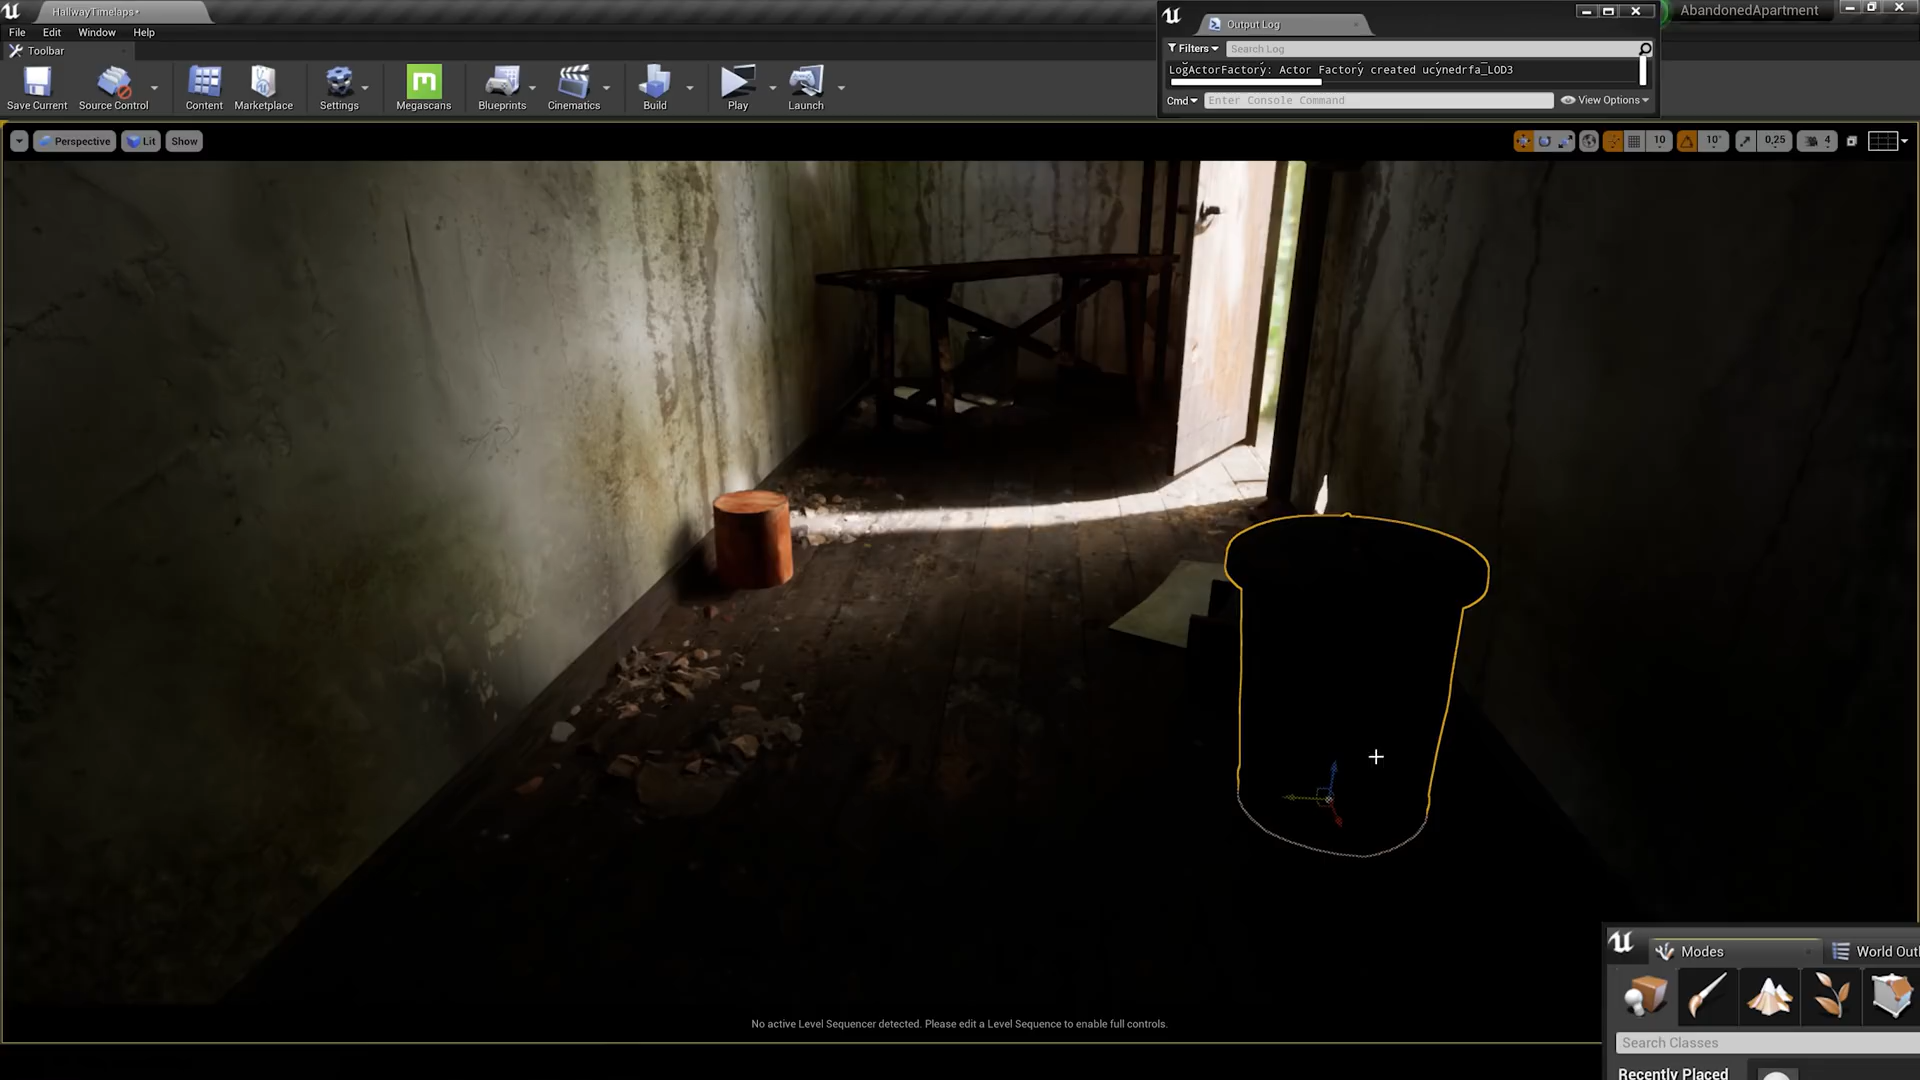 HallwayTimelaps•
File Edit Window Help
Toolbar
Save Current
Source Control
Content
Marketplace
Settings
Megascans
Blueprints
Cinematics
Build
Play
Launch
Output Log
AbandonedApartment
Filters
Search Log
LogActorFactory: Actor Factory created ucynedrfa_LOD3
Cmd
Enter Console Command
View Options
Perspective
Lit
Show
10
10°
0,25
4
No active Level Sequencer detected. Please edit a Level Sequence to enable full controls.
Modes
World Outl
Search Classes
Recently Placed